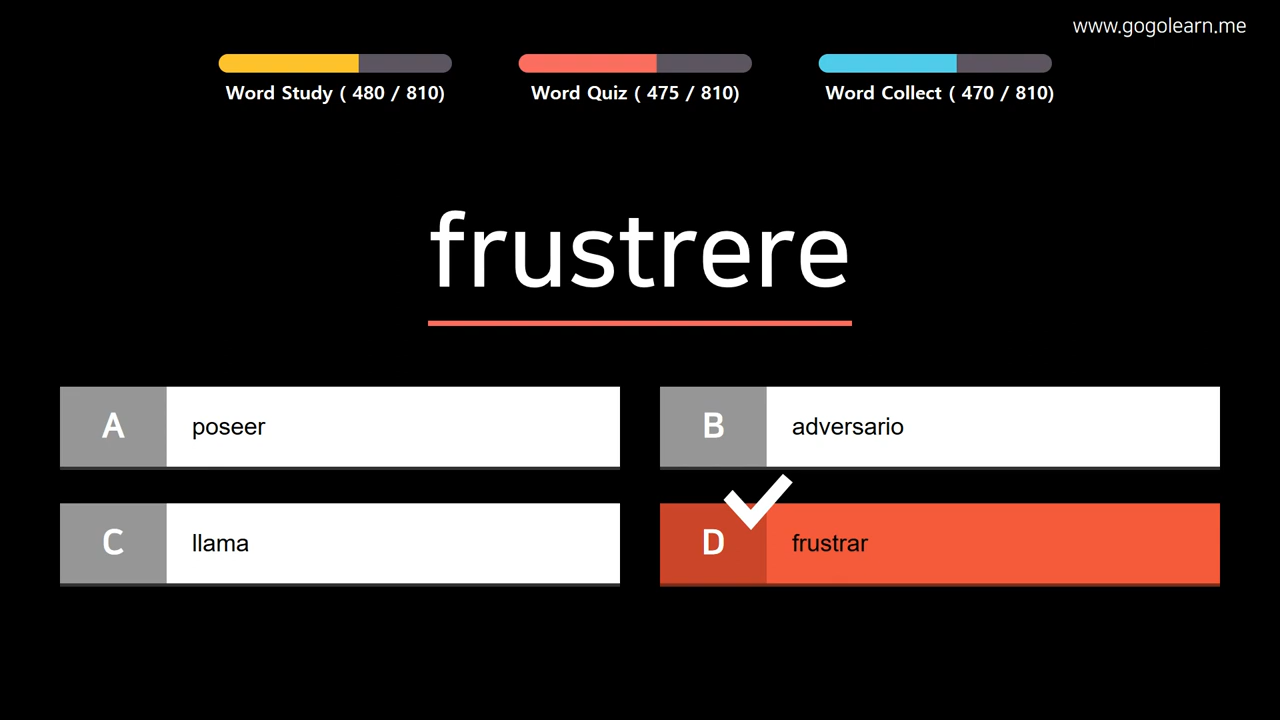 www.gogolearn.me
Word Study ( 480 / 810)
Word Quiz ( 475 / 810)
Word Collect ( 470 / 810)
frustrere
A poseer
B adversario
C llama
D frustrar